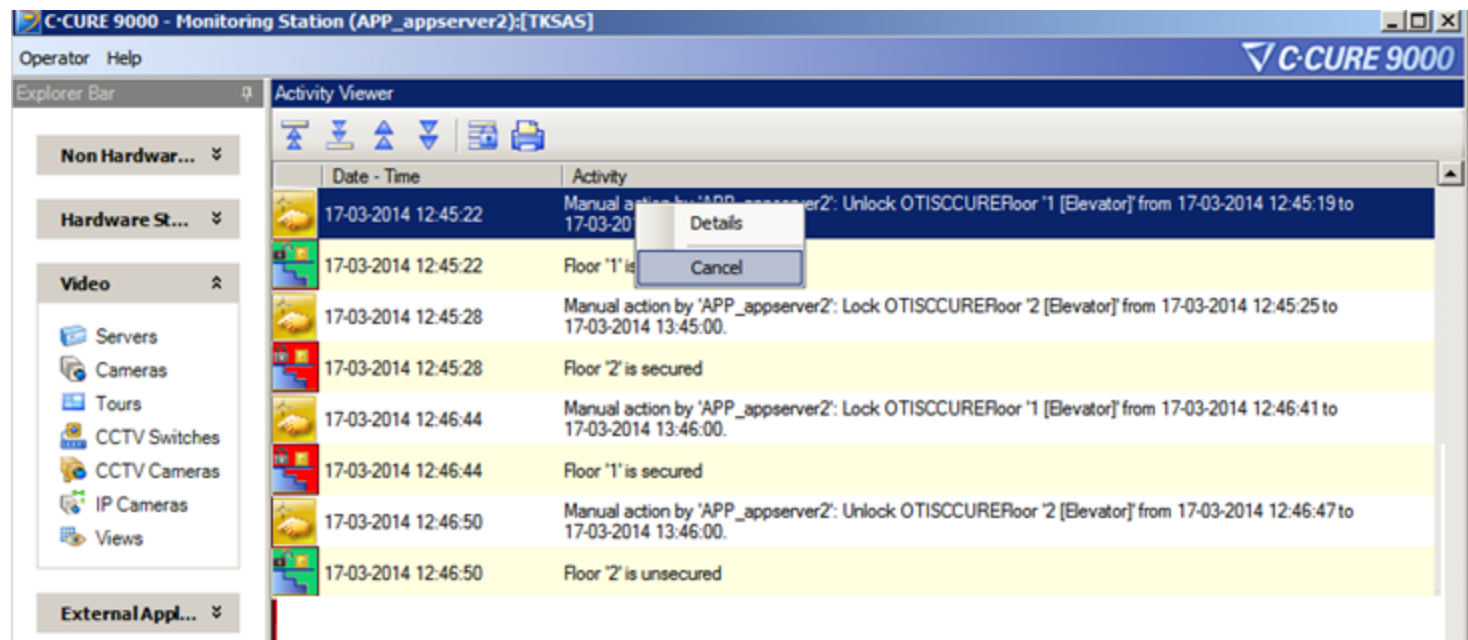 C•CURE 9000 - Monitoring Station (APP_appserver2):[TKSAS]
Operator Help
C•CURE 9000
Explorer Bar
Activity Viewer
Non Hardwar...
Date - Time Activity
Hardware St...
17-03-2014 12:45:22 Manual a er2': Unlock OTISCCUREFloor '1 [Elevator]' from 17-03-2014 12:45:19 to
17-03-20
Details
Cancel
17-03-2014 12:45:22 Floor '1' is
Video
17-03-2014 12:45:28 Manual action by 'APP_appserver2': Lock OTISCCUREFloor '2 [Elevator]' from 17-03-2014 12:45:25 to
17-03-2014 13:45:00.
Servers
Cameras
17-03-2014 12:45:28 Floor '2' is secured
Tours
17-03-2014 12:46:44 Manual action by 'APP_appserver2': Lock OTISCCUREFloor '1 [Elevator]' from 17-03-2014 12:46:41 to
17-03-2014 13:46:00.
CCTV Switches
CCTV Cameras
17-03-2014 12:46:44 Floor '1' is secured
IP Cameras
17-03-2014 12:46:50 Manual action by 'APP_appserver2': Unlock OTISCCUREFloor '2 [Elevator]' from 17-03-2014 12:46:47 to
17-03-2014 13:46:00.
Views
17-03-2014 12:46:50 Floor '2' is unsecured
External Appl...